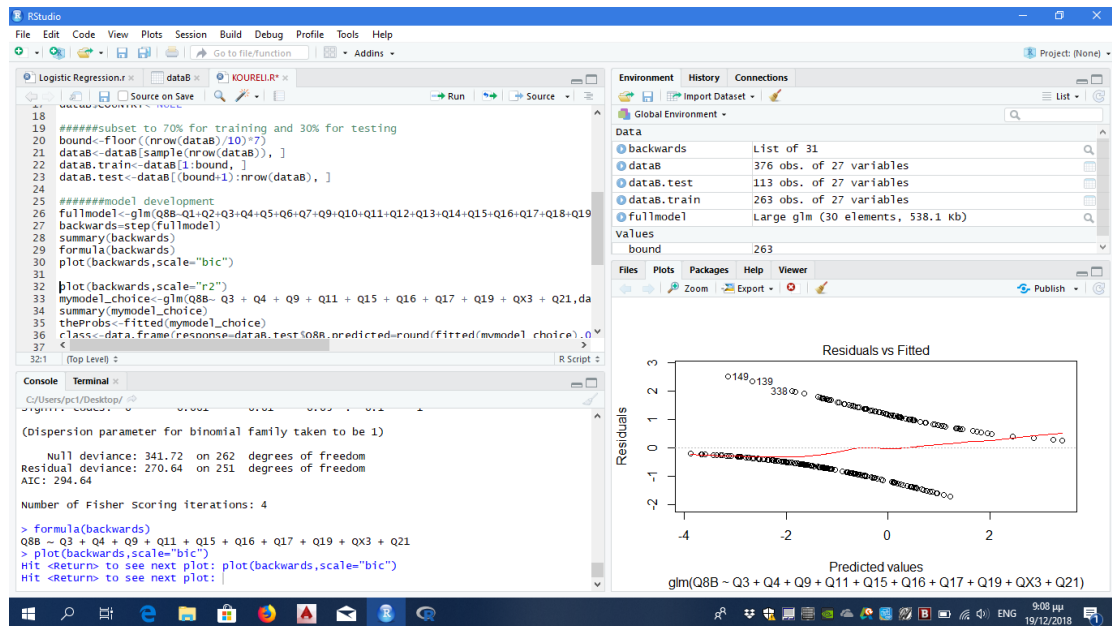 RStudio
File Edit Code View Plots Session Build Debug Profile Tools Help
Go to file/function
Addins
Project: (None)
Logistic Regression.r
dataB
KOURELI.R*
Source on Save
Run
Source
18
19 ######subset to 70% for training and 30% for testing
20 bound<-floor((nrow(dataB)/10)*7)
21 dataB<-dataB[sample(nrow(dataB)), ]
22 dataB.train<-dataB[1:bound, ]
23 dataB.test<-dataB[(bound+1):nrow(dataB), ]
24
25 #######model development
26 fullmodel<-glm(Q8B~Q1+Q2+Q3+Q4+Q5+Q6+Q7+Q9+Q10+Q11+Q12+Q13+Q14+Q15+Q16+Q17+Q18+Q19
27 backwards=step(fullmodel)
28 summary(backwards)
29 formula(backwards)
30 plot(backwards,scale="bic")
31
32 plot(backwards,scale="r2")
33 mymodel_choice<-glm(Q8B~ Q3 + Q4 + Q9 + Q11 + Q15 + Q16 + Q17 + Q19 + QX3 + Q21,da
34 summary(mymodel_choice)
35 theProbs<-fitted(mymodel_choice)
36 class<-data.frame(response=dataB.test$Q8B,predicted=round(fitted(mymodel_choice),0
37
32:1 (Top Level) R Script
Console Terminal
C:/Users/pc1/Desktop/
(Dispersion parameter for binomial family taken to be 1)
Null deviance: 341.72 on 262 degrees of freedom
Residual deviance: 270.64 on 251 degrees of freedom
AIC: 294.64
Number of Fisher Scoring iterations: 4
> formula(backwards)
Q8B ~ Q3 + Q4 + Q9 + Q11 + Q15 + Q16 + Q17 + Q19 + QX3 + Q21
> plot(backwards,scale="bic")
Hit <Return> to see next plot: plot(backwards,scale="bic")
Hit <Return> to see next plot:
Environment History Connections
Import Dataset
List
Global Environment
Data
backwards List of 31
dataB 376 obs. of 27 variables
dataB.test 113 obs. of 27 variables
dataB.train 263 obs. of 27 variables
fullmodel Large glm (30 elements, 538.1 Kb)
Values
bound 263
Files Plots Packages Help Viewer
Zoom Export Publish
Residuals vs Fitted
Residuals
3
2
1
0
-1
-2
149
139
338
-4 -2 0 2
Predicted values
glm(Q8B ~ Q3 + Q4 + Q9 + Q11 + Q15 + Q16 + Q17 + Q19 + QX3 + Q21)
ENG
9:08 μμ
19/12/2018